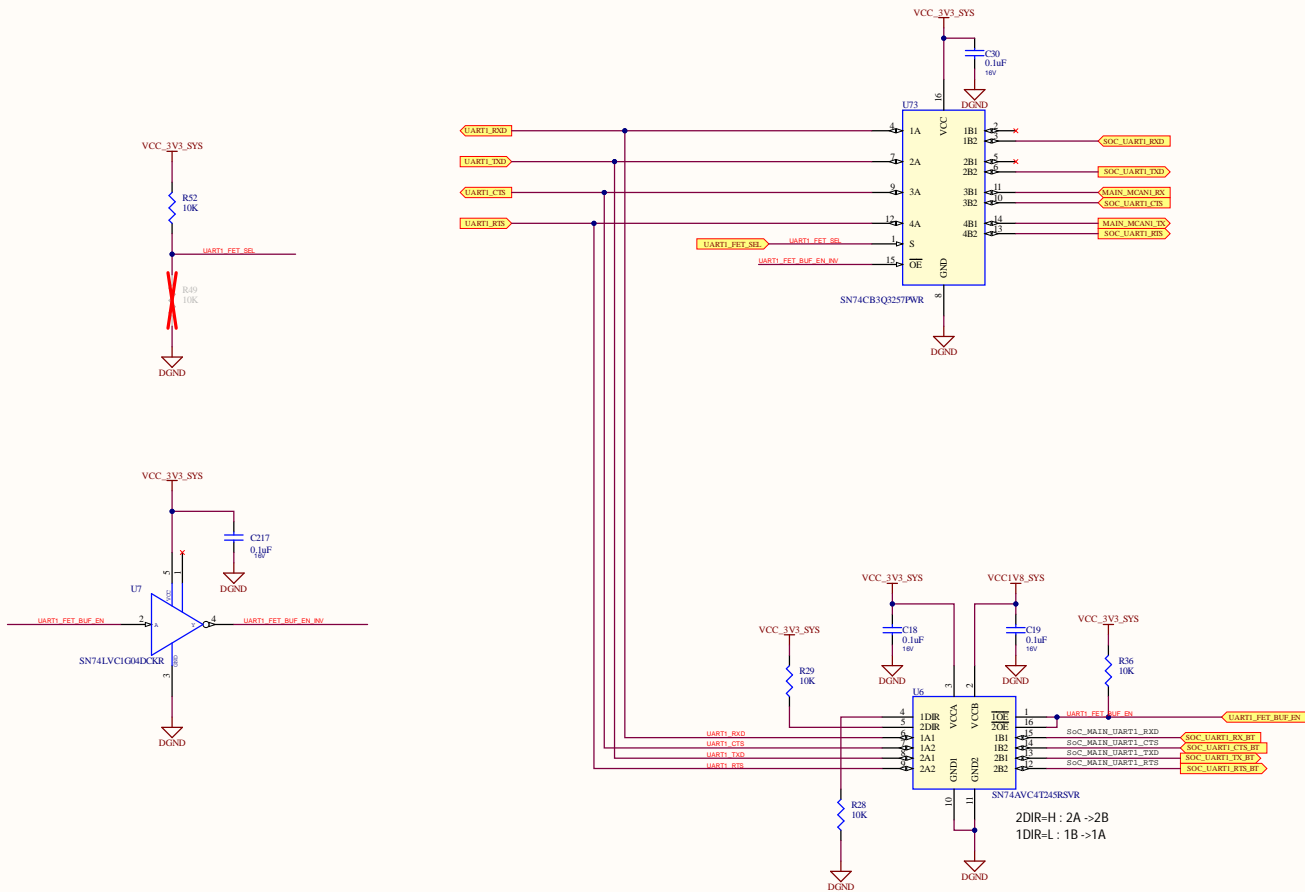 VCC_3V3_SYS
C30
0.1uF
16V
DGND
16
U73
VCC
UART1_RXD
4
1A
1B1
2
1B2
3
SOC_UART1_RXD
UART1_TXD
7
2A
2B1
5
2B2
6
SOC_UART1_TXD
UART1_CTS
9
3A
3B1
11
MAIN_MCAN1_RX
3B2
10
SOC_UART1_CTS
UART1_RTS
12
4A
4B1
14
MAIN_MCAN1_TX
4B2
13
SOC_UART1_RTS
UART1_FET_SEL
UART1_FET_SEL
1
S
UART1_FET_BUF_EN_INV
15
OE
GND
8
SN74CB3Q3257PWR
DGND
VCC_3V3_SYS
R52
10K
UART1_FET_SEL
R49
10K
DGND
VCC_3V3_SYS
C217
0.1uF
16V
DGND
5
1
U7
VCC
UART1_FET_BUF_EN
2
A
Y
4
UART1_FET_BUF_EN_INV
GND
SN74LVC1G04DCKR
3
DGND
VCC_3V3_SYS
VCC1V8_SYS
C18
0.1uF
16V
DGND
C19
0.1uF
16V
DGND
VCC_3V3_SYS
R29
10K
VCC_3V3_SYS
R36
10K
3
2
U6
VCCA
VCCB
4
1DIR
1OE
1
UART1_FET_BUF_EN
UART1_FET_BUF_EN
5
2DIR
2OE
16
UART1_RXD
6
1A1
1B1
15
SoC_MAIN_UART1_RXD
SOC_UART1_RX_BT
UART1_CTS
7
1A2
1B2
14
SoC_MAIN_UART1_CTS
SOC_UART1_CTS_BT
UART1_TXD
8
2A1
2B1
13
SoC_MAIN_UART1_TXD
SOC_UART1_TX_BT
UART1_RTS
9
2A2
2B2
12
SoC_MAIN_UART1_RTS
SOC_UART1_RTS_BT
GND1
GND2
10
11
SN74AVC4T245RSVR
R28
10K
DGND
DGND
2DIR=H : 2A ->2B
1DIR=L : 1B ->1A